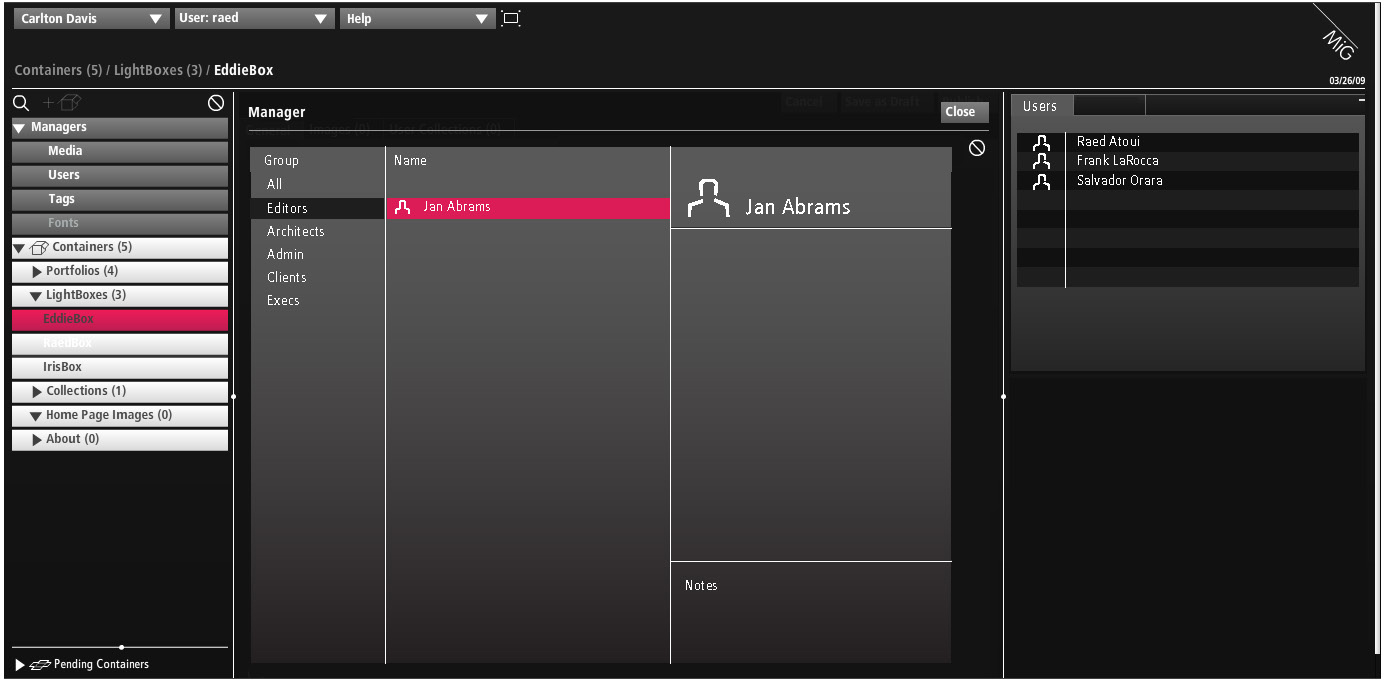 Carlton Davis
User: raed
Help
MiG
Containers (5) / LightBoxes (3) / EddieBox
03/26/09
Managers
Media
Users
Tags
Fonts
Containers (5)
Portfolios (4)
LightBoxes (3)
EddieBox
RaedBox
IrisBox
Collections (1)
Home Page Images (0)
About (0)
Pending Containers
Cancel
Save as Draft
Manager
Close
General
Images (0)
User Collections (0)
Group
All
Editors
Architects
Admin
Clients
Execs
Name
Jan Abrams
Jan Abrams
Notes
Users
Raed Atoui
Frank LaRocca
Salvador Orara